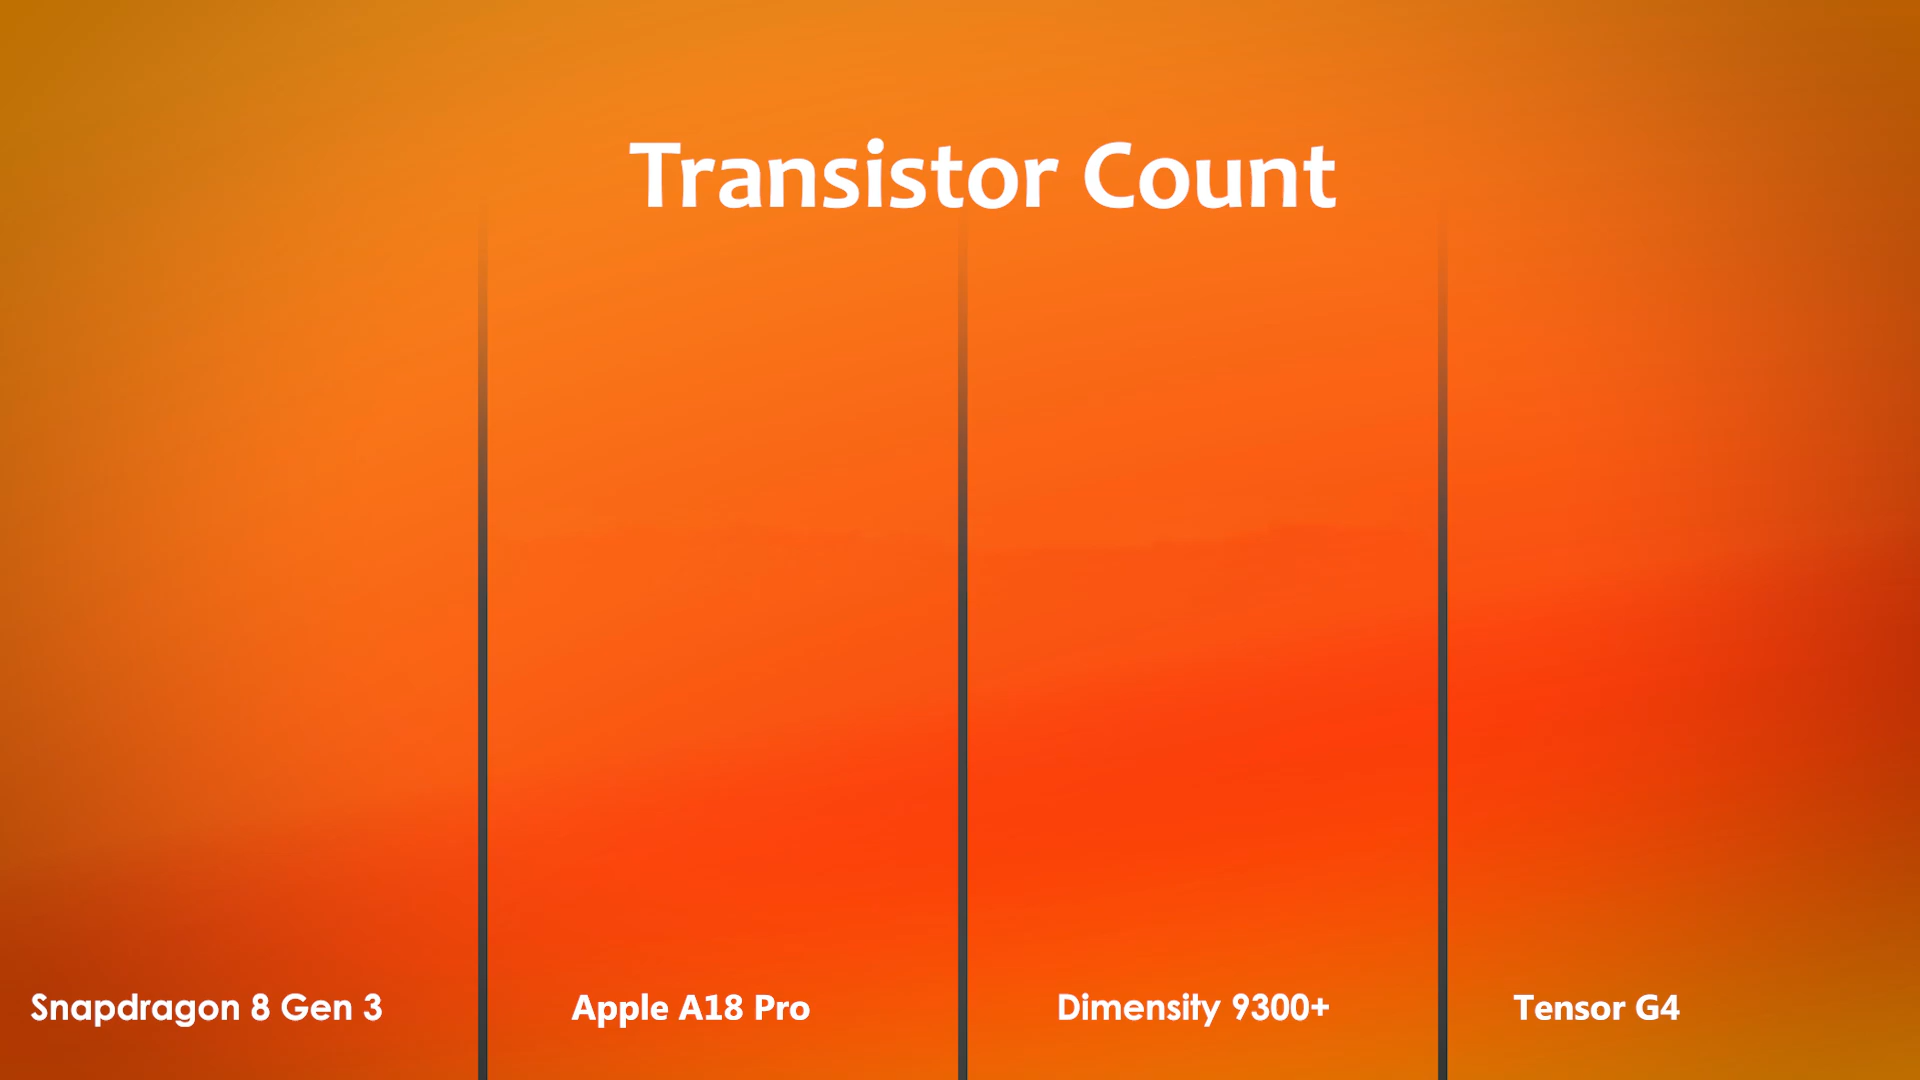 Transistor Count
Snapdragon 8 Gen 3
Apple A18 Pro
Dimensity 9300+
Tensor G4